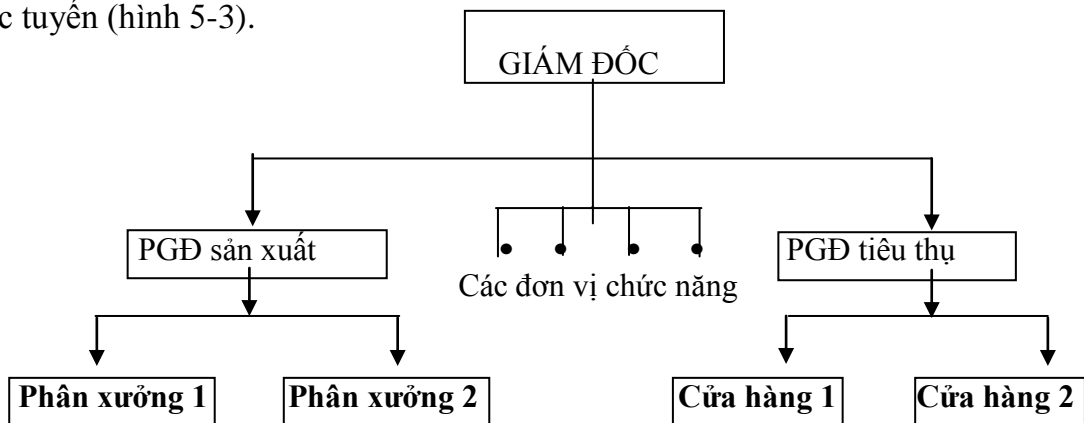 c tuyến (hình 5-3).
GIÁM ĐỐC
PGĐ sản xuất
PGĐ tiêu thụ
Các đơn vị chức năng
Phân xưởng 1
Phân xưởng 2
Cửa hàng 1
Cửa hàng 2